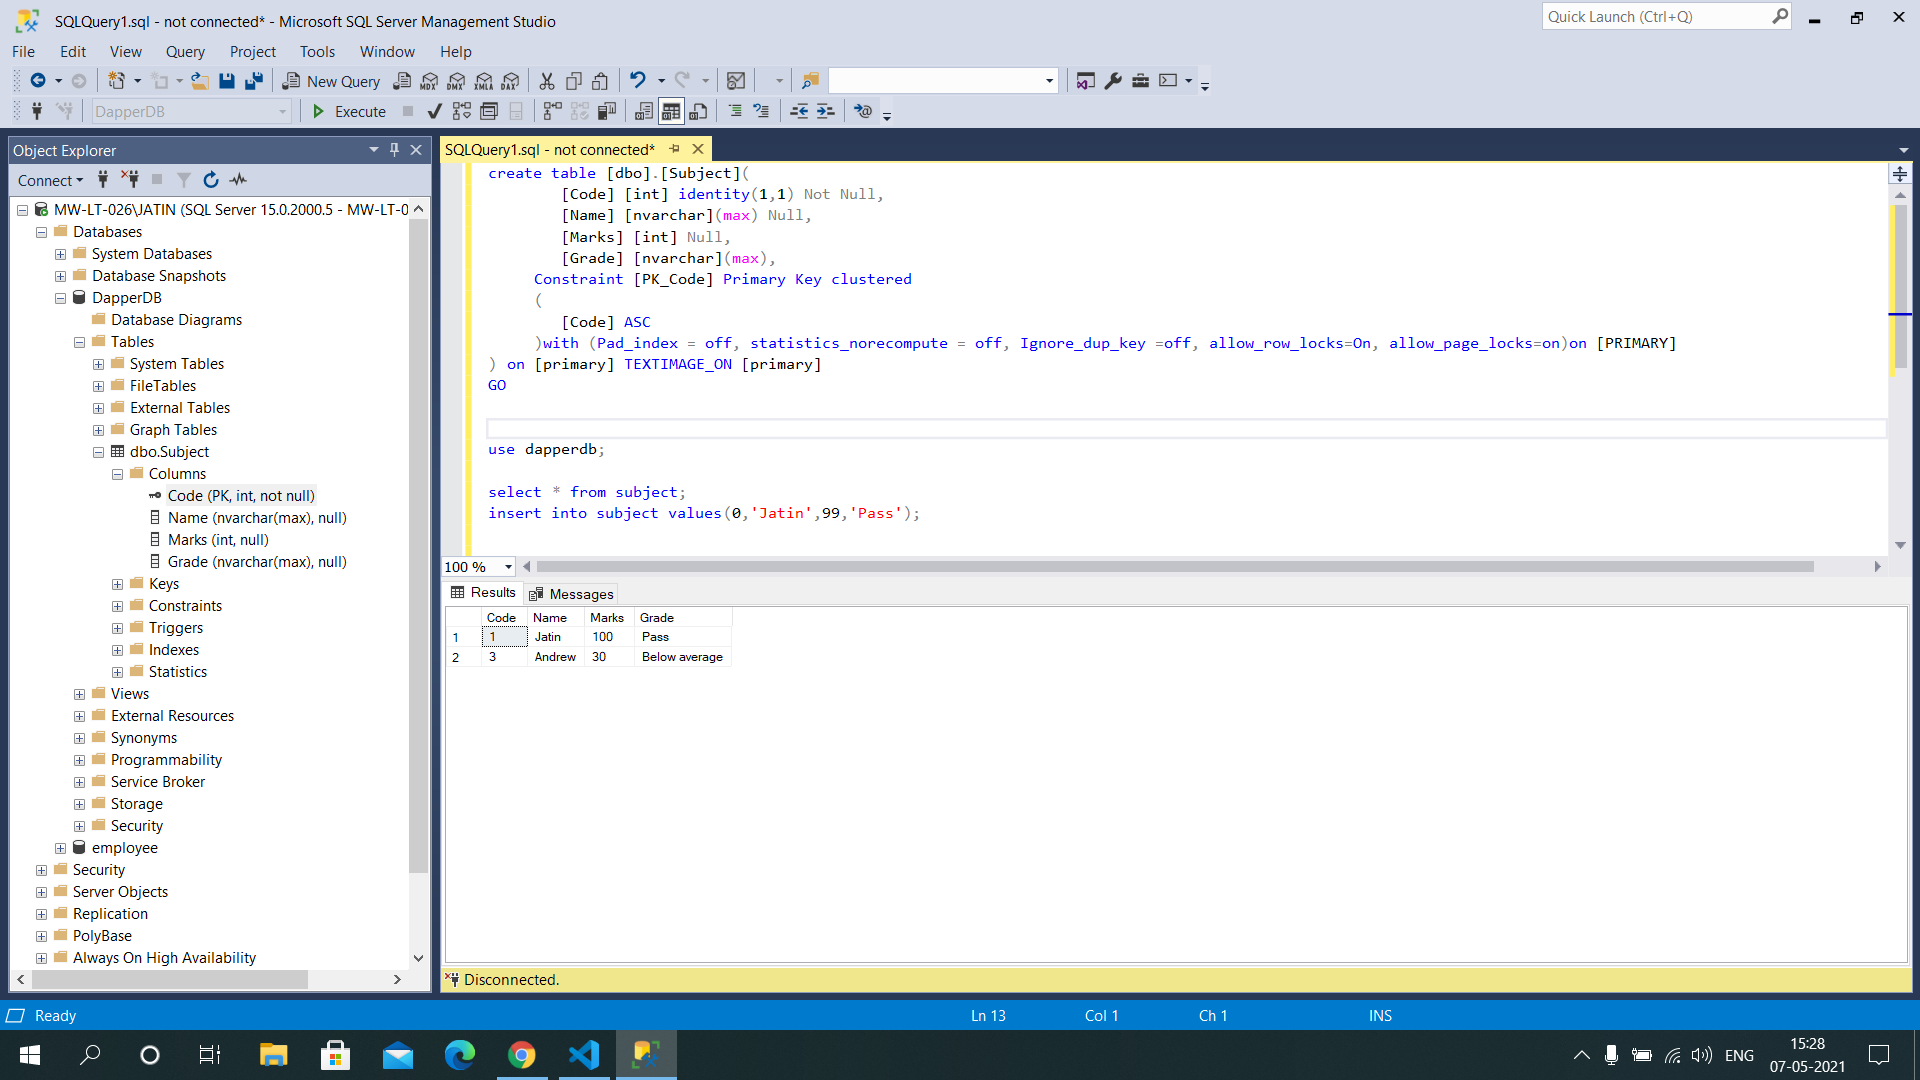 SQLQuery1.sql - not connected* - Microsoft SQL Server Management Studio
Quick Launch (Ctrl+Q)
File Edit View Query Project Tools Window Help
New Query MDX DMX XMLA DAX
DapperDB Execute
Object Explorer
Connect
MW-LT-026\JATIN (SQL Server 15.0.2000.5 - MW-LT-0
Databases
System Databases
Database Snapshots
DapperDB
Database Diagrams
Tables
System Tables
FileTables
External Tables
Graph Tables
dbo.Subject
Columns
Code (PK, int, not null)
Name (nvarchar(max), null)
Marks (int, null)
Grade (nvarchar(max), null)
Keys
Constraints
Triggers
Indexes
Statistics
Views
External Resources
Synonyms
Programmability
Service Broker
Storage
Security
employee
Security
Server Objects
Replication
PolyBase
Always On High Availability
SQLQuery1.sql - not connected*
create table [dbo].[Subject](
[Code] [int] identity(1,1) Not Null,
[Name] [nvarchar](max) Null,
[Marks] [int] Null,
[Grade] [nvarchar](max),
Constraint [PK_Code] Primary Key clustered
(
[Code] ASC
)with (Pad_index = off, statistics_norecompute = off, Ignore_dup_key =off, allow_row_locks=On, allow_page_locks=on)on [PRIMARY]
) on [primary] TEXTIMAGE_ON [primary]
GO
use dapperdb;
select * from subject;
insert into subject values(0,'Jatin',99,'Pass');
100 %
Results Messages
Code Name Marks Grade
1 1 Jatin 100 Pass
2 3 Andrew 30 Below average
Disconnected.
Ready Ln 13 Col 1 Ch 1 INS
ENG
15:28
07-05-2021